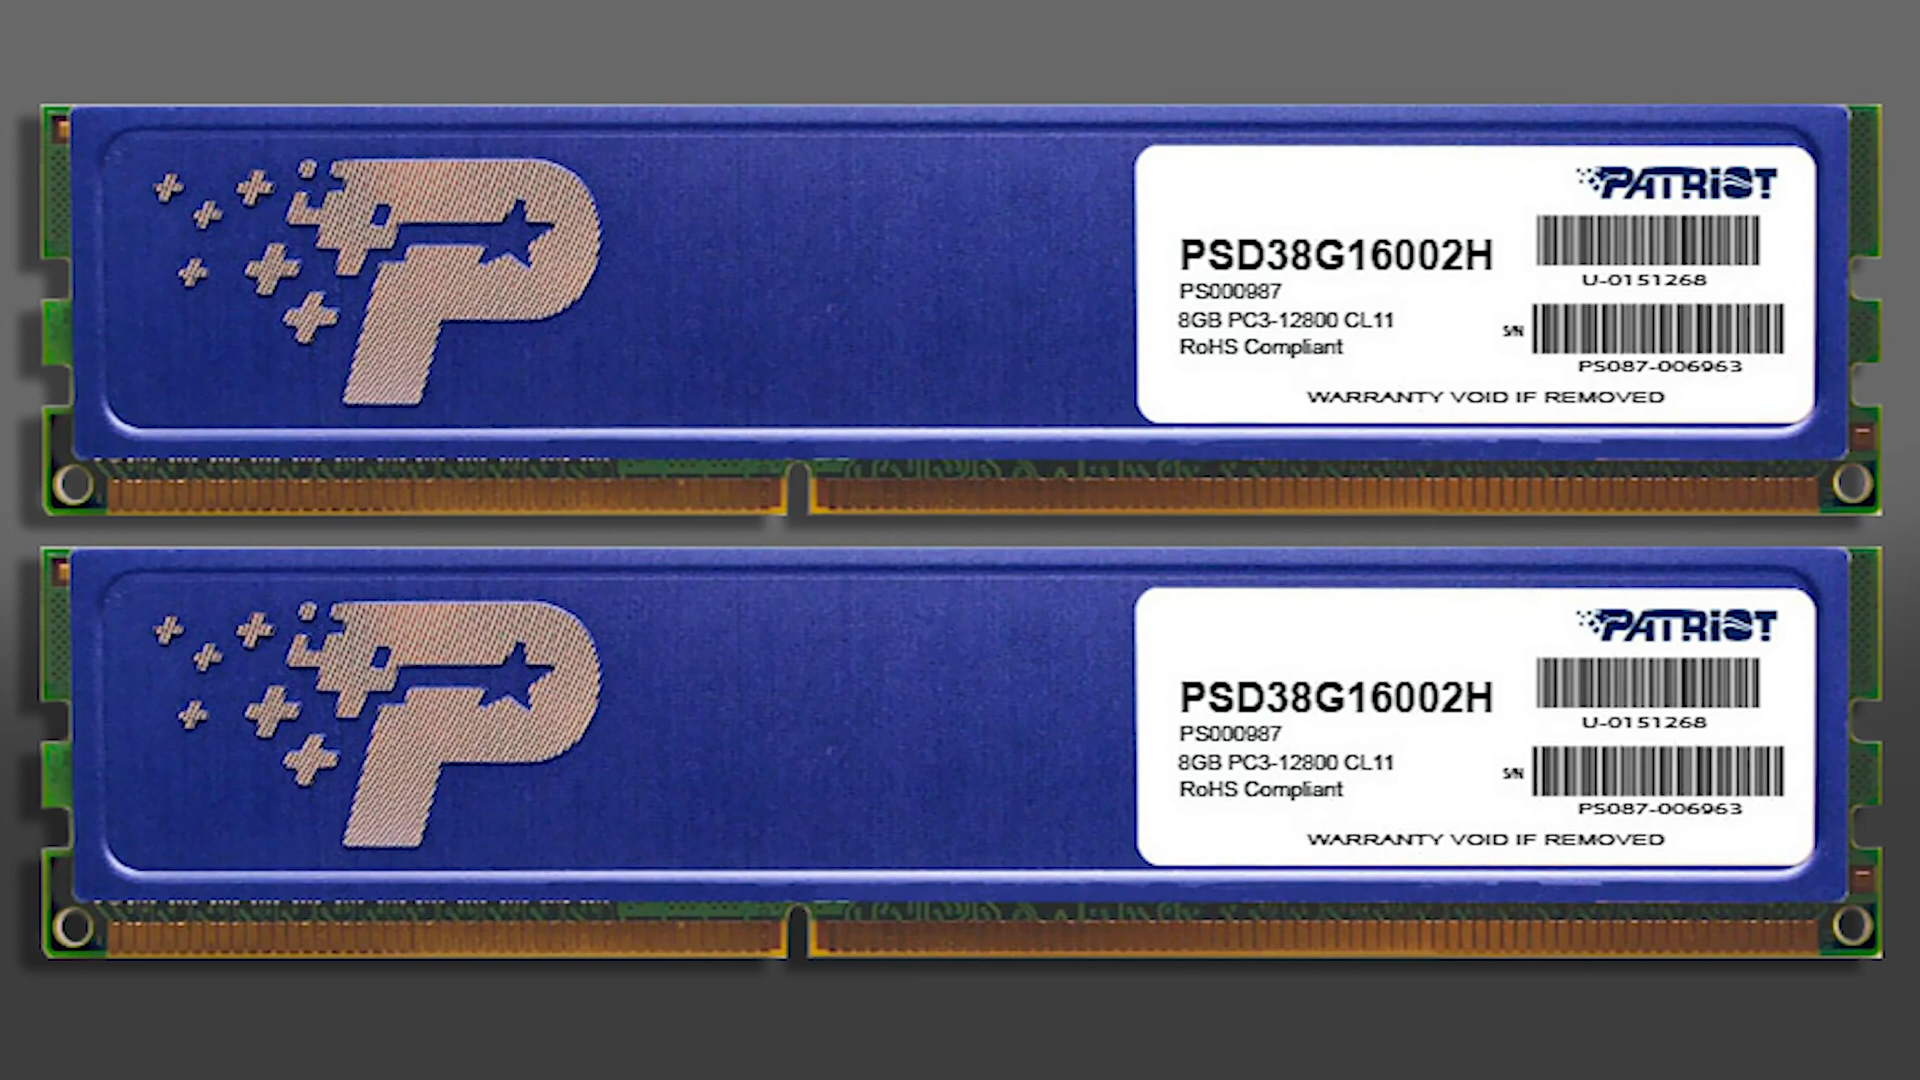 PATRIOT
PSD38G16002H
U-0151268
PS000987
8GB PC3-12800 CL11
S/N
RoHS Compliant
PS087-006963
WARRANTY VOID IF REMOVED
PATRIOT
PSD38G16002H
U-0151268
PS000987
8GB PC3-12800 CL11
S/N
RoHS Compliant
PS087-006963
WARRANTY VOID IF REMOVED